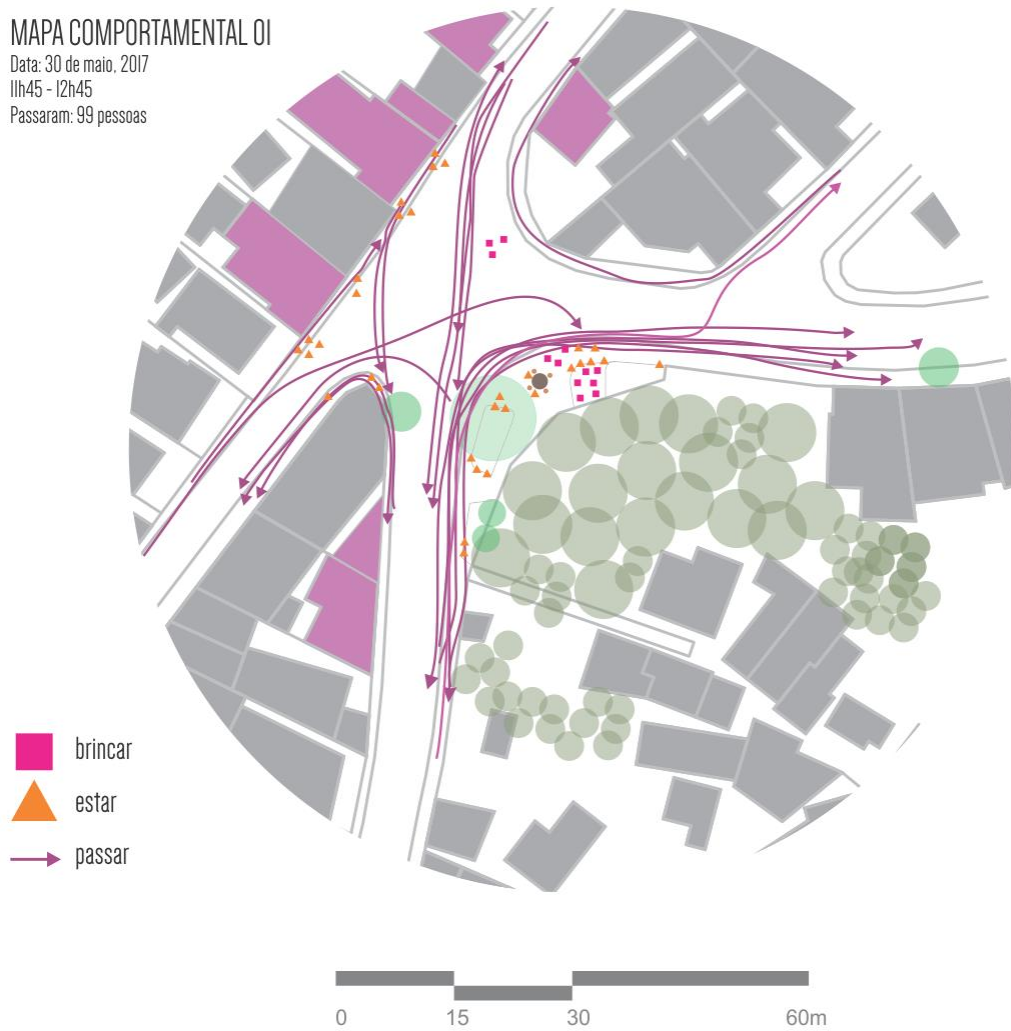 MAPA COMPORTAMENTAL 01
Data: 30 de maio, 2017
11h45 - 12h45
Passaram: 99 pessoas
brincar
estar
passar
0 15 30 60m